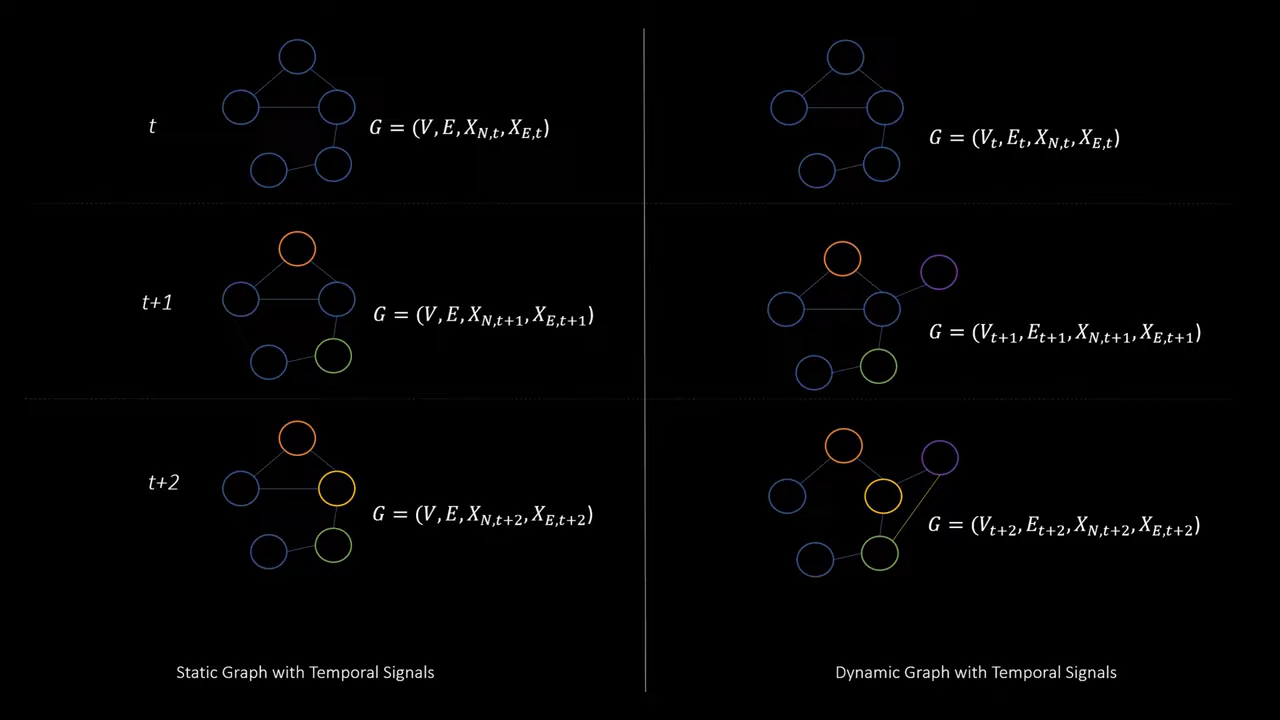 t
G = (V, E, X_{N,t}, X_{E,t})
G = (V_t, E_t, X_{N,t}, X_{E,t})
t+1
G = (V, E, X_{N,t+1}, X_{E,t+1})
G = (V_{t+1}, E_{t+1}, X_{N,t+1}, X_{E,t+1})
t+2
G = (V, E, X_{N,t+2}, X_{E,t+2})
G = (V_{t+2}, E_{t+2}, X_{N,t+2}, X_{E,t+2})
Static Graph with Temporal Signals
Dynamic Graph with Temporal Signals